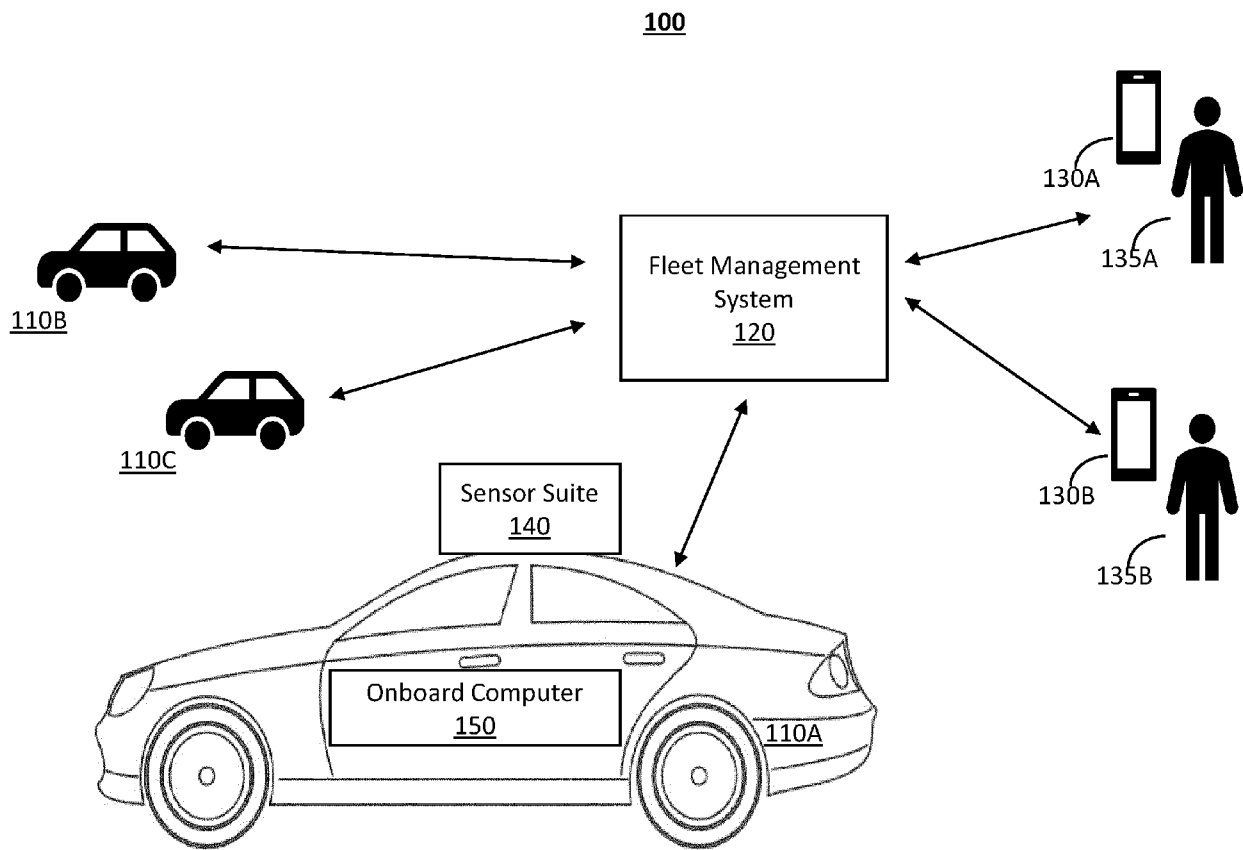 100
130A
135A
Fleet Management
System
120
110B
110C
130B
135B
Sensor Suite
140
Onboard Computer
150
110A